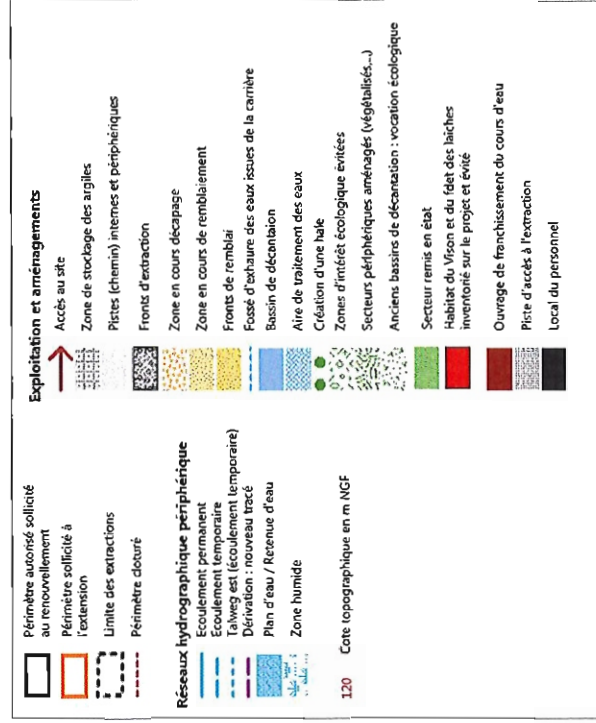 Périmètre autorisé sollicité
au renouvellement
Périmètre sollicité à
l'extension
Limite des extractions
Périmètre cloturé
Réseaux hydrographique périphérique
Ecoulement permanent
Ecoulement temporaire
Talweg est (écoulement temporaire)
Dérivation : nouveau tracé
Plan d'eau / Retenue d'eau
Zone humide
120 Cote topographique en m NGF
Exploitation et aménagements
Accès au site
Zone de stockage des argiles
Pistes (chemin) internes et périphériques
Fronts d'extraction
Zone en cours décapage
Zone en cours de remblaiement
Fronts de remblai
Fossé d'exhaure des eaux issues de la carrière
Bassin de décantaion
Aire de traitement des eaux
Création d'une haie
Zones d'intérêt écologique évitées
Secteurs périphériques aménagés (végétalisés,..)
Anciens bassins de décantation : vocation écologique
Secteur remis en état
Habitat du Vison et du fdet des laîches
inventorié sur le projet et évité
Ouvrage de franchissement du cours d'eau
Piste d'accès à l'extraction
Local du personnel